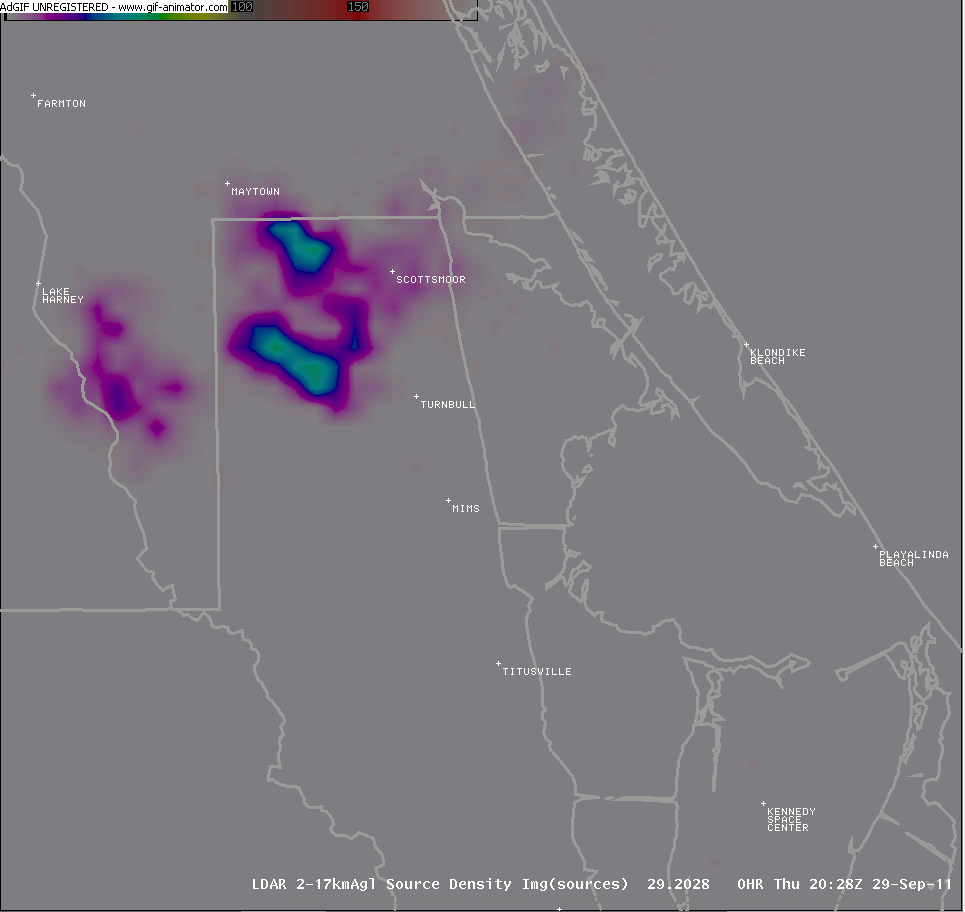 AdGIF UNREGISTERED - www.gif-animator.com
100
150
FARMTON
MAYTOWN
SCOTTSMOOR
LAKE
HARNEY
KLONDIKE
BEACH
TURNBULL
MIMS
PLAYALINDA
BEACH
TITUSVILLE
KENNEDY
SPACE
CENTER
LDAR 2-17kmAgl Source Density Img(sources) 29.2028 0HR Thu 20:28Z 29-Sep-11